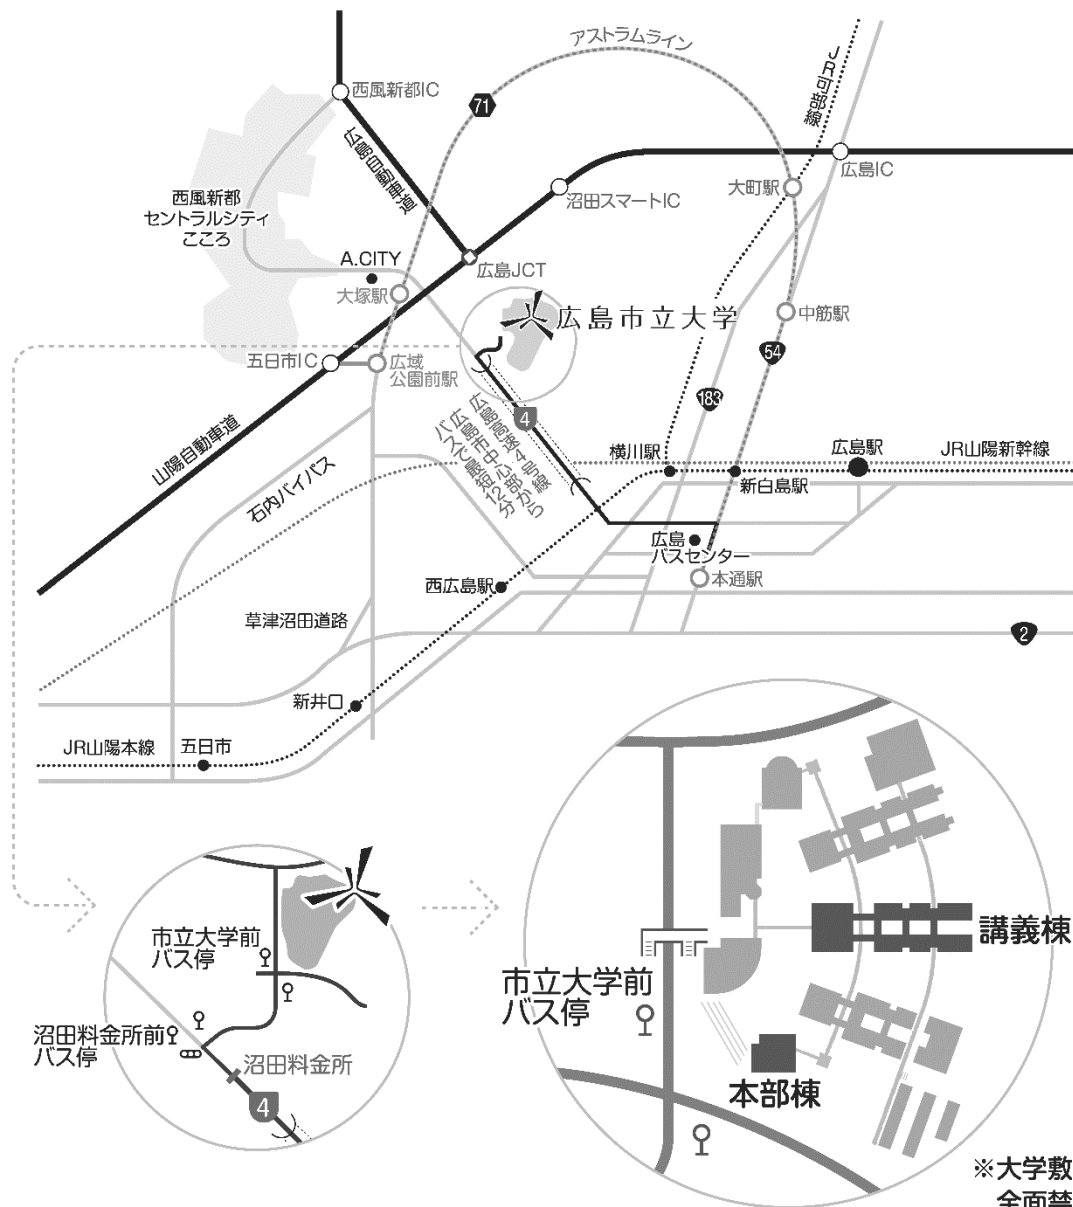 アストラムライン
JR可部線
西風新都IC
71
広島自動車道
広島IC
大町駅
沼田スマートIC
西風新都
セントラルシティ
こころ
A.CITY
広島JCT
大塚駅
広島市立大学
中筋駅
54
五日市IC
広域
公園前駅
183
4
広島高速4号線
広島市中心部から
バスで最短12分
山陽自動車道
石内バイパス
横川駅
広島駅
JR山陽新幹線
新白島駅
広島
バスセンター
西広島駅
本通駅
草津沼田道路
2
新井口
JR山陽本線
五日市
市立大学前
バス停
沼田料金所前
バス停
沼田料金所
4
講義棟
市立大学前
バス停
本部棟
※大学敷
全面禁